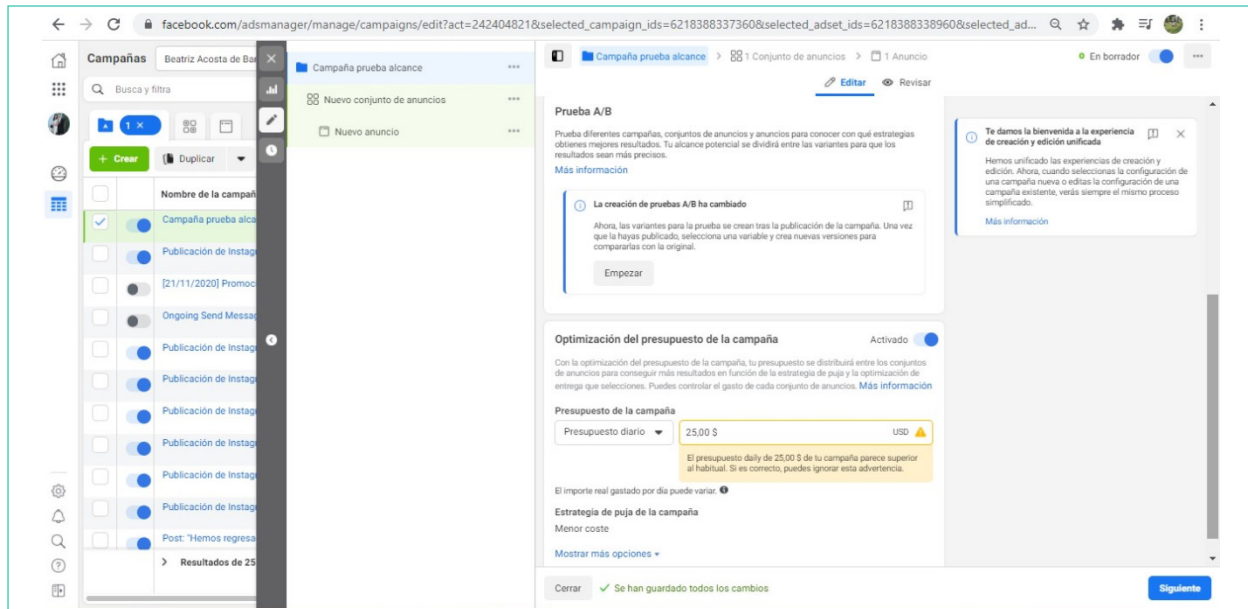 facebook.com/adsmanager/manage/campaigns/edit?act=242404821&selected_campaign_ids=6218388337360&selected_adset_ids=6218388338960&selected_ad...
Campañas
Beatriz Acosta de Ba
Busca y filtra
1 ×
+ Crear
Duplicar
Nombre de la campañ
Campaña prueba alca
Publicación de Instag
[21/11/2020] Promoc
Ongoing Send Messag
Publicación de Instag
Publicación de Instag
Publicación de Instag
Publicación de Instag
Publicación de Instag
Publicación de Instag
Post: "Hemos regresa
Resultados de 25
Campaña prueba alcance
Nuevo conjunto de anuncios
Nuevo anuncio
Campaña prueba alcance > 1 Conjunto de anuncios > 1 Anuncio
En borrador
Editar
Revisar
Prueba A/B
Prueba diferentes campañas, conjuntos de anuncios y anuncios para conocer con qué estrategias
obtienes mejores resultados. Tu alcance potencial se dividirá entre las variantes para que los
resultados sean más precisos.
Más información
La creación de pruebas A/B ha cambiado
Ahora, las variantes para la prueba se crean tras la publicación de la campaña. Una vez
que la hayas publicado, selecciona una variable y crea nuevas versiones para
compararlas con la original.
Empezar
Optimización del presupuesto de la campaña
Activado
Con la optimización del presupuesto de la campaña, tu presupuesto se distribuirá entre los conjuntos
de anuncios para conseguir más resultados en función de la estrategia de puja y la optimización de
entrega que selecciones. Puedes controlar el gasto de cada conjunto de anuncios. Más información
Presupuesto de la campaña
Presupuesto diario
25,00 $
USD
El presupuesto daily de 25,00 $ de tu campaña parece superior
al habitual. Si es correcto, puedes ignorar esta advertencia.
El importe real gastado por día puede variar.
Estrategia de puja de la campaña
Menor coste
Mostrar más opciones
Cerrar
Se han guardado todos los cambios
Siguiente
Te damos la bienvenida a la experiencia
de creación y edición unificada
Hemos unificado las experiencias de creación y
edición. Ahora, cuando seleccionas la configuración de
una campaña nueva o editas la configuración de una
campaña existente, verás siempre el mismo proceso
simplificado.
Más información